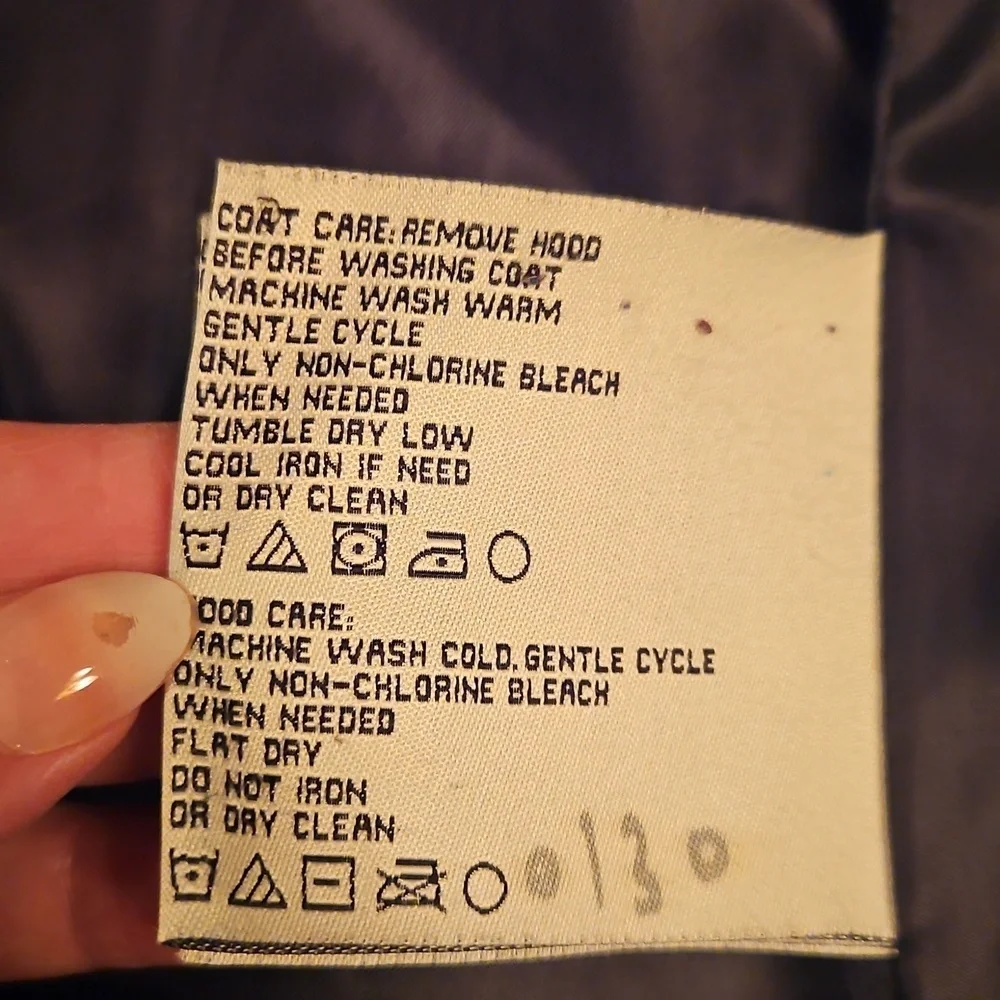 COAT CARE: REMOVE HOOD
BEFORE WASHING COAT
MACHINE WASH WARM
GENTLE CYCLE
ONLY NON-CHLORINE BLEACH
WHEN NEEDED
TUMBLE DRY LOW
COOL IRON IF NEED
OR DRY CLEAN
OOD CARE:
MACHINE WASH COLD, GENTLE CYCLE
ONLY NON-CHLORINE BLEACH
WHEN NEEDED
FLAT DRY
DO NOT IRON
OR DRY CLEAN
0130